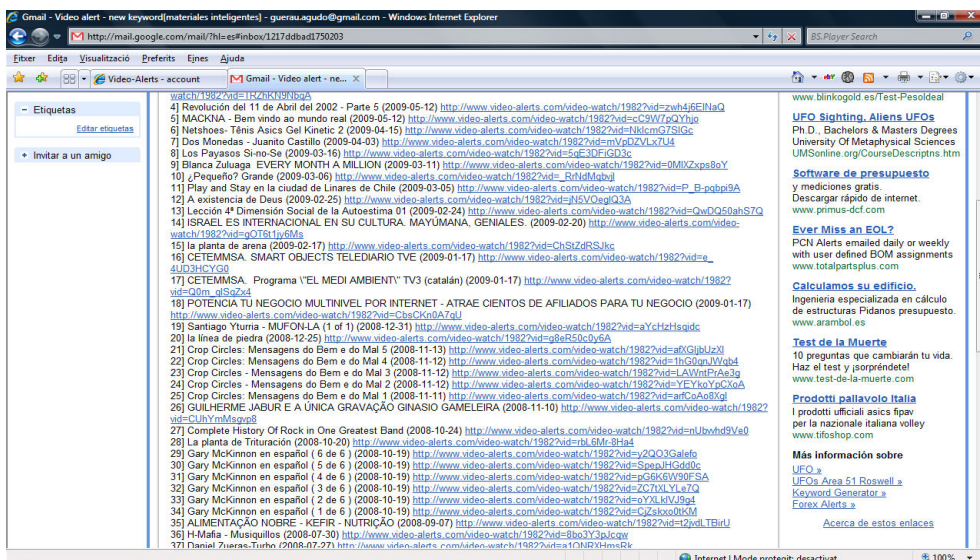 Gmail - Video alert - new keyword[materiales inteligentes] - guerau.agudo@gmail.com - Windows Internet Explorer
http://mail.google.com/mail/?hl=es#inbox/1217ddbad1750203
BS.Player Search
Fitxer Edita Visualització Preferits Eines Ajuda
Video-Alerts - account
Gmail - Video alert - ne...
Etiquetas
Editar etiquetas
Invitar a un amigo
watch/1982?vid=TRZhKN9NbgA
4] Revolución del 11 de Abril del 2002 - Parte 5 (2009-05-12) http://www.video-alerts.com/video-watch/1982?vid=zwh4j6EINaQ
5] MACKNA - Bem vindo ao mundo real (2009-05-12) http://www.video-alerts.com/video-watch/1982?vid=cC9W7pQYhjo
6] Netshoes- Tênis Asics Gel Kinetic 2 (2009-04-15) http://www.video-alerts.com/video-watch/1982?vid=NklcmG7SIGc
7] Dos Monedas - Juanito Castillo (2009-04-03) http://www.video-alerts.com/video-watch/1982?vid=mVpDZVLx7U4
8] Los Payasos Si-no-Se (2009-03-16) http://www.video-alerts.com/video-watch/1982?vid=5qE3DFiGD3c
9] Blanca Zuluaga EVERY MONTH A MILLION (2009-03-11) http://www.video-alerts.com/video-watch/1982?vid=0MlXZxps8oY
10] ¿Pequeño? Grande (2009-03-06) http://www.video-alerts.com/video-watch/1982?vid=_RrNdMqbvjl
11] Play and Stay en la ciudad de Linares de Chile (2009-03-05) http://www.video-alerts.com/video-watch/1982?vid=P_B-pqbpi9A
12] A existencia de Deus (2009-02-25) http://www.video-alerts.com/video-watch/1982?vid=jN5VOeglQ3A
13] Lección 4ª Dimensión Social de la Autoestima 01 (2009-02-24) http://www.video-alerts.com/video-watch/1982?vid=QwDQ50ahS7Q
14] ISRAEL ES INTERNACIONAL EN SU CULTURA. MAYÚMANA, GENIALES. (2009-02-20) http://www.video-alerts.com/video-
watch/1982?vid=gOT6t1jy6Ms
15] la planta de arena (2009-02-17) http://www.video-alerts.com/video-watch/1982?vid=ChStZdRSJkc
16] CETEMMSA. SMART OBJECTS TELEDIARIO TVE (2009-01-17) http://www.video-alerts.com/video-watch/1982?vid=e_
4UD3HCYG0
17] CETEMMSA. Programa \"EL MEDI AMBIENT\" TV3 (catalán) (2009-01-17) http://www.video-alerts.com/video-watch/1982?
vid=Q0m_qlSqZx4
18] POTENCIA TU NEGOCIO MULTINIVEL POR INTERNET - ATRAE CIENTOS DE AFILIADOS PARA TU NEGOCIO (2009-01-17)
http://www.video-alerts.com/video-watch/1982?vid=CbsCKn0A7qU
19] Santiago Yturria - MUFON-LA (1 of 1) (2008-12-31) http://www.video-alerts.com/video-watch/1982?vid=aYcHzHsqjdc
20] la línea de piedra (2008-12-25) http://www.video-alerts.com/video-watch/1982?vid=g8eR50c0y6A
21] Crop Circles: Mensagens do Bem e do Mal 5 (2008-11-13) http://www.video-alerts.com/video-watch/1982?vid=afXGljbUzXI
22] Crop Circles: Mensagens do Bem e do Mal 4 (2008-11-12) http://www.video-alerts.com/video-watch/1982?vid=1hG0qnJWqb4
23] Crop Circles - Mensagens do Bem e do Mal 3 (2008-11-12) http://www.video-alerts.com/video-watch/1982?vid=LAWntPrAe3g
24] Crop Circles - Mensagens do Bem e do Mal 2 (2008-11-12) http://www.video-alerts.com/video-watch/1982?vid=YEYkoYpCXoA
25] Crop Circles: Mensagens do Bem e do Mal 1 (2008-11-11) http://www.video-alerts.com/video-watch/1982?vid=arfCoAo8Xgl
26] GUILHERME JABUR E A ÚNICA GRAVAÇÃO GINASIO GAMELEIRA (2008-11-10) http://www.video-alerts.com/video-watch/1982?
vid=CUhYmMsgvp8
27] Complete History Of Rock in One Greatest Band (2008-10-24) http://www.video-alerts.com/video-watch/1982?vid=nUbwhd9Ve0
28] La planta de Trituración (2008-10-20) http://www.video-alerts.com/video-watch/1982?vid=rbL6Mr-8Ha4
29] Gary McKinnon en español ( 6 de 6 ) (2008-10-19) http://www.video-alerts.com/video-watch/1982?vid=y2QO3Galefo
30] Gary McKinnon en español ( 5 de 6 ) (2008-10-19) http://www.video-alerts.com/video-watch/1982?vid=SpepJHGdd0c
31] Gary McKinnon en español ( 4 de 6 ) (2008-10-19) http://www.video-alerts.com/video-watch/1982?vid=pG6K6W90FSA
32] Gary McKinnon en español ( 3 de 6 ) (2008-10-19) http://www.video-alerts.com/video-watch/1982?vid=ZC7tXLYLe7Q
33] Gary McKinnon en español ( 2 de 6 ) (2008-10-19) http://www.video-alerts.com/video-watch/1982?vid=oYXLkIVJ9g4
34] Gary McKinnon en español ( 1 de 6 ) (2008-10-19) http://www.video-alerts.com/video-watch/1982?vid=CjZskxo0tKM
35] ALIMENTAÇÃO NOBRE - KEFIR - NUTRIÇÃO (2008-09-07) http://www.video-alerts.com/video-watch/1982?vid=t2jvdLTBirU
36] H-Mafia - Musiquillos (2008-07-30) http://www.video-alerts.com/video-watch/1982?vid=8bo3Y3pJcqw
37] Daniel Zueras-Turbo (2008-07-27) http://www.video-alerts.com/video-watch/1982?vid=a1ONRXHmsRk
www.blinkogold.es/Test-Pesoldeal
UFO Sighting, Aliens UFOs
Ph.D., Bachelors & Masters Degrees
University Of Metaphysical Sciences
UMSonline.org/CourseDescriptns.htm
Software de presupuesto
y mediciones gratis.
Descargar rápido de internet.
www.primus-dcf.com
Ever Miss an EOL?
PCN Alerts emailed daily or weekly
with user defined BOM assignments
www.totalpartsplus.com
Calculamos su edificio.
Ingenieria especializada en cálculo
de estructuras Pidanos presupuesto.
www.arambol.es
Test de la Muerte
10 preguntas que cambiarán tu vida.
Haz el test y ¡sorpréndete!
www.test-de-la-muerte.com
Prodotti pallavolo Italia
I prodotti ufficiali asics fipav
per la nazionale italiana volley
www.tifoshop.com
Más información sobre
UFO »
UFOs Area 51 Roswell »
Keyword Generator »
Forex Alerts »
Acerca de estos enlaces
Internet | Mode protegit: desactivat
100%